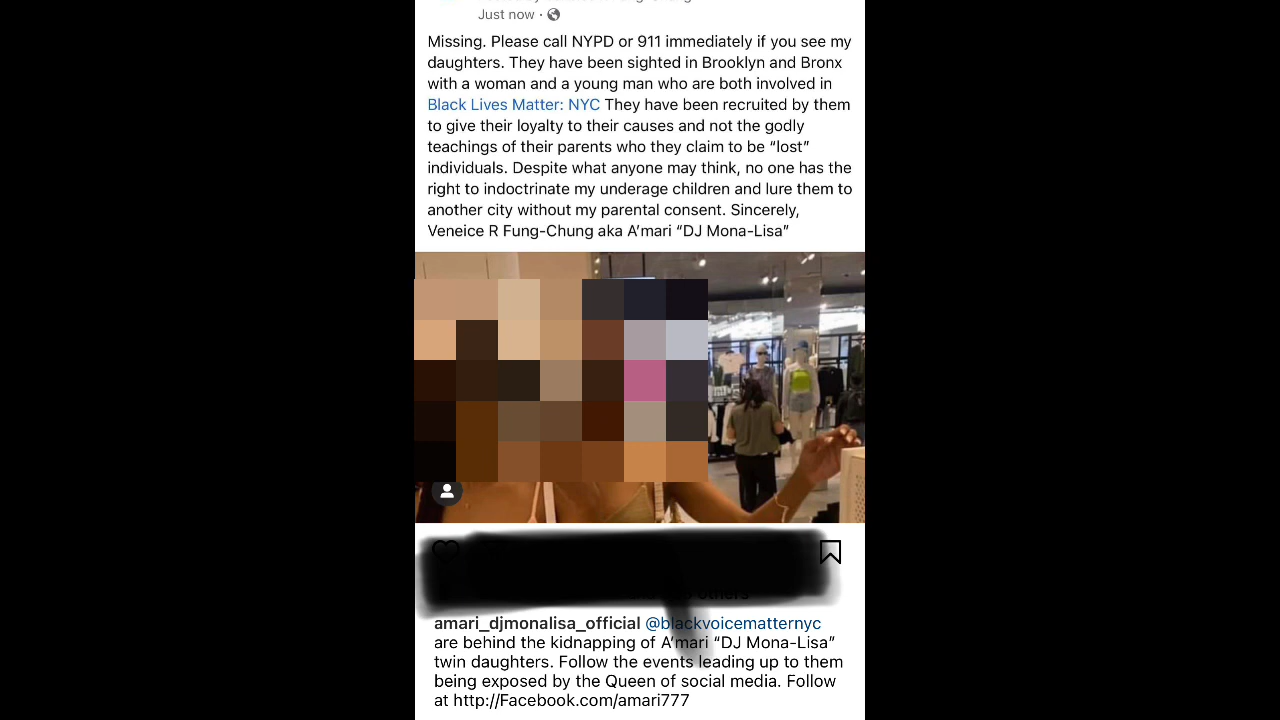 Just now ·
Missing. Please call NYPD or 911 immediately if you see my
daughters. They have been sighted in Brooklyn and Bronx
with a woman and a young man who are both involved in
Black Lives Matter: NYC They have been recruited by them
to give their loyalty to their causes and not the godly
teachings of their parents who they claim to be “lost”
individuals. Despite what anyone may think, no one has the
right to indoctrinate my underage children and lure them to
another city without my parental consent. Sincerely,
Veneice R Fung-Chung aka A’mari “DJ Mona-Lisa”
others
amari_djmonalisa_official @blackvoicematternyc
are behind the kidnapping of A’mari “DJ Mona-Lisa”
twin daughters. Follow the events leading up to them
being exposed by the Queen of social media. Follow
at http://Facebook.com/amari777